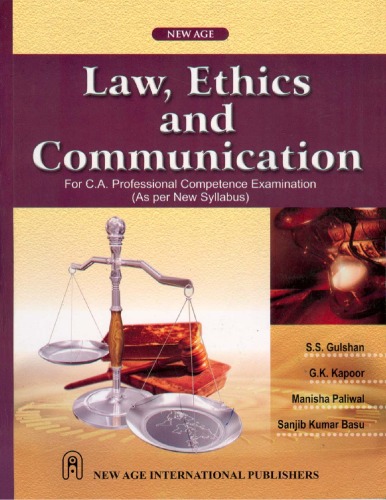 NEW AGE
Law, Ethics
and
Communication
For C.A. Professional Competence Examination
(As per New Syllabus)
S.S. Gulshan
G.K. Kapoor
Manisha Paliwal
Sanjib Kumar Basu
NEW AGE INTERNATIONAL PUBLISHERS